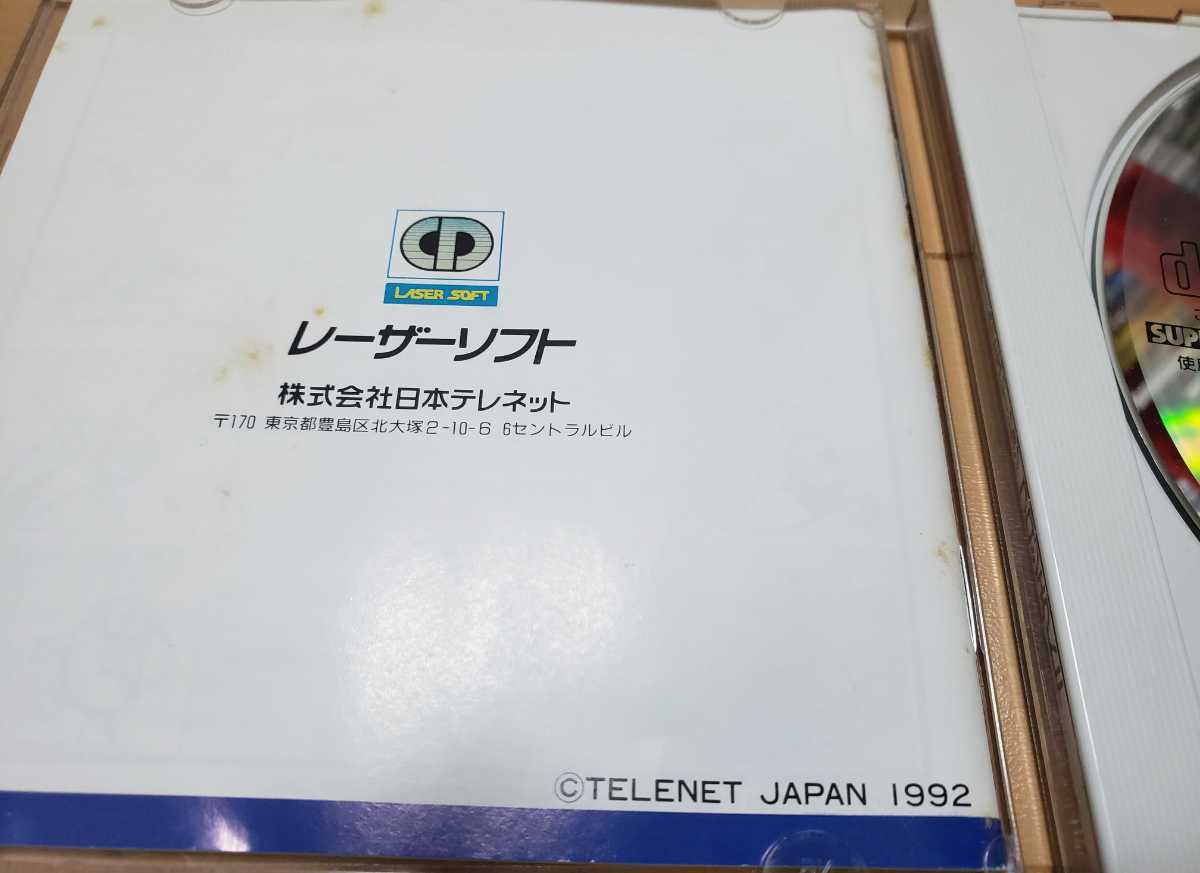 CD
LASER SOFT
レーザーソフト
株式会社日本テレネット
〒170 東京都豊島区北大塚2-10-6 6セントラルビル
©TELENET JAPAN 1992